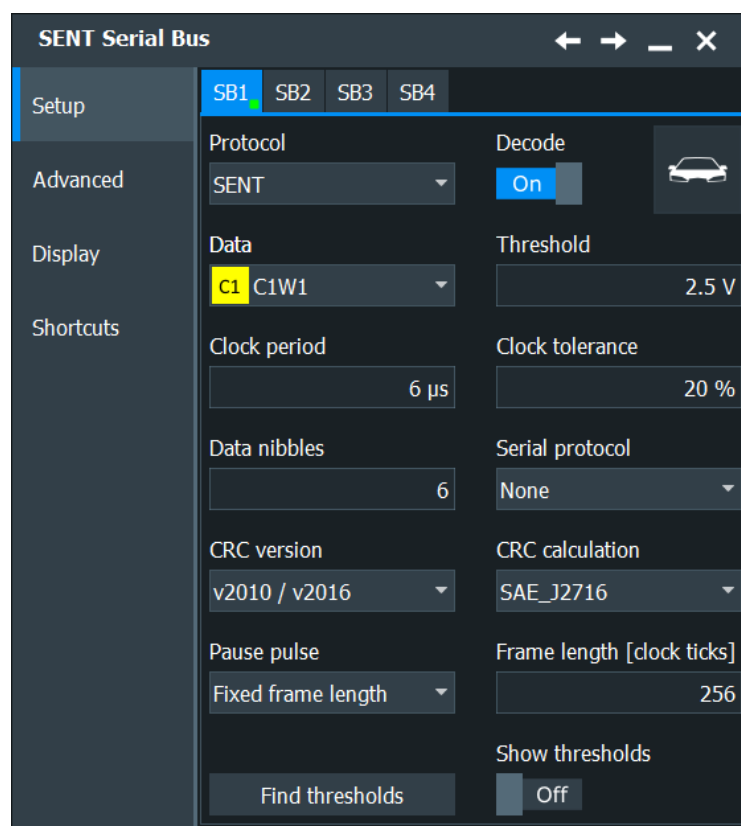 SENT Serial Bus
Setup
Advanced
Display
Shortcuts
SB1 SB2 SB3 SB4
Protocol
SENT
Decode
On
Data
C1 C1W1
Threshold
2.5 V
Clock period
6 µs
Clock tolerance
20 %
Data nibbles
6
Serial protocol
None
CRC version
v2010 / v2016
CRC calculation
SAE_J2716
Pause pulse
Fixed frame length
Frame length [clock ticks]
256
Find thresholds
Show thresholds
Off